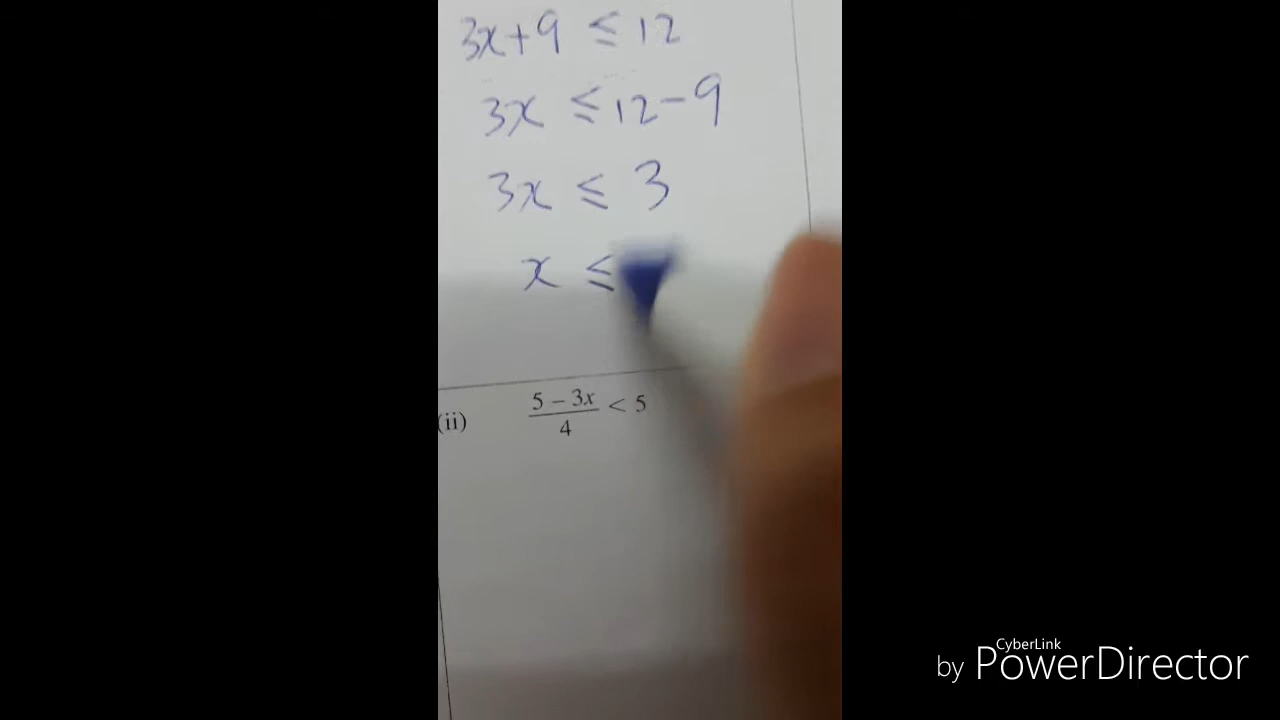 3x+9 ≤ 12
3x ≤ 12-9
3x ≤ 3
x ≤
(ii) (5 − 3x)/4 < 5
CyberLink
by PowerDirector